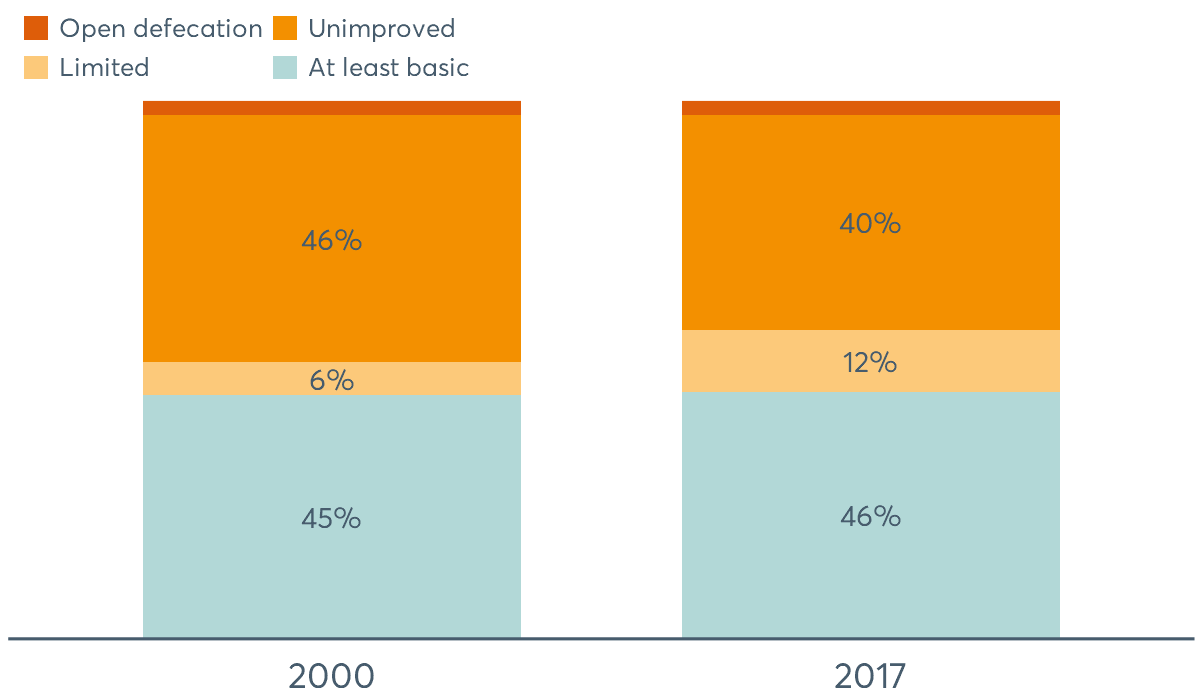 Open defecation Unimproved
Limited At least basic
46% 40%
6% 12%
45% 46%
2000 2017